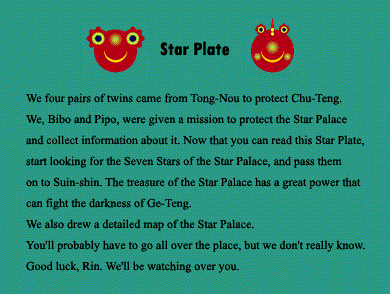 Star Plate
We four pairs of twins came from Tong-Nou to protect Chu-Teng.
We, Bibo and Pipo, were given a mission to protect the Star Palace
and collect information about it. Now that you can read this Star Plate,
start looking for the Seven Stars of the Star Palace, and pass them
on to Suin-shin. The treasure of the Star Palace has a great power that
can fight the darkness of Ge-Teng.
We also drew a detailed map of the Star Palace.
You'll probably have to go all over the place, but we don't really know.
Good luck, Rin. We'll be watching over you.